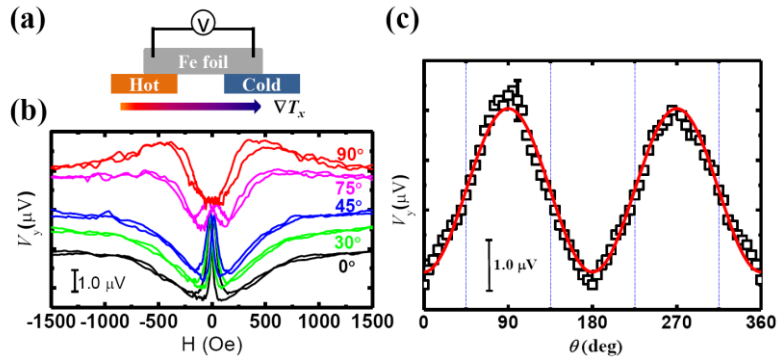 (a)
V
Fe foil
Hot
Cold
∇Tx
(b)
Vy(μV)
90°
75°
45°
30°
0°
1.0 μV
-1500 -1000 -500 0 500 1000 1500
H (Oe)
(c)
Vy(μV)
1.0 μV
0 90 180 270 360
θ(deg)